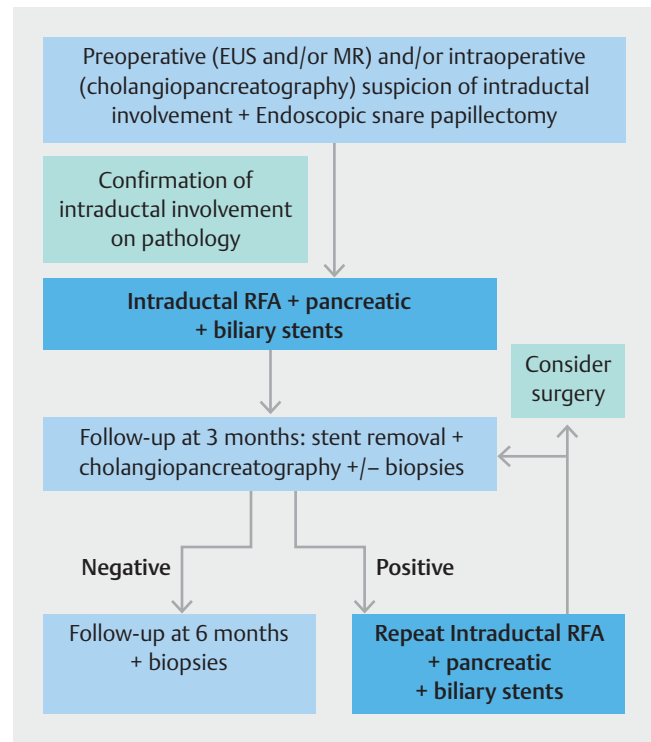 Preoperative (EUS and/or MR) and/or intraoperative
(cholangiopancreatography) suspicion of intraductal
involvement + Endoscopic snare papillectomy
Confirmation of
intraductal involvement
on pathology
Intraductal RFA + pancreatic
+ biliary stents
Consider
surgery
Follow-up at 3 months: stent removal +
cholangiopancreatography +/– biopsies
Negative
Positive
Follow-up at 6 months
+ biopsies
Repeat Intraductal RFA
+ pancreatic
+ biliary stents